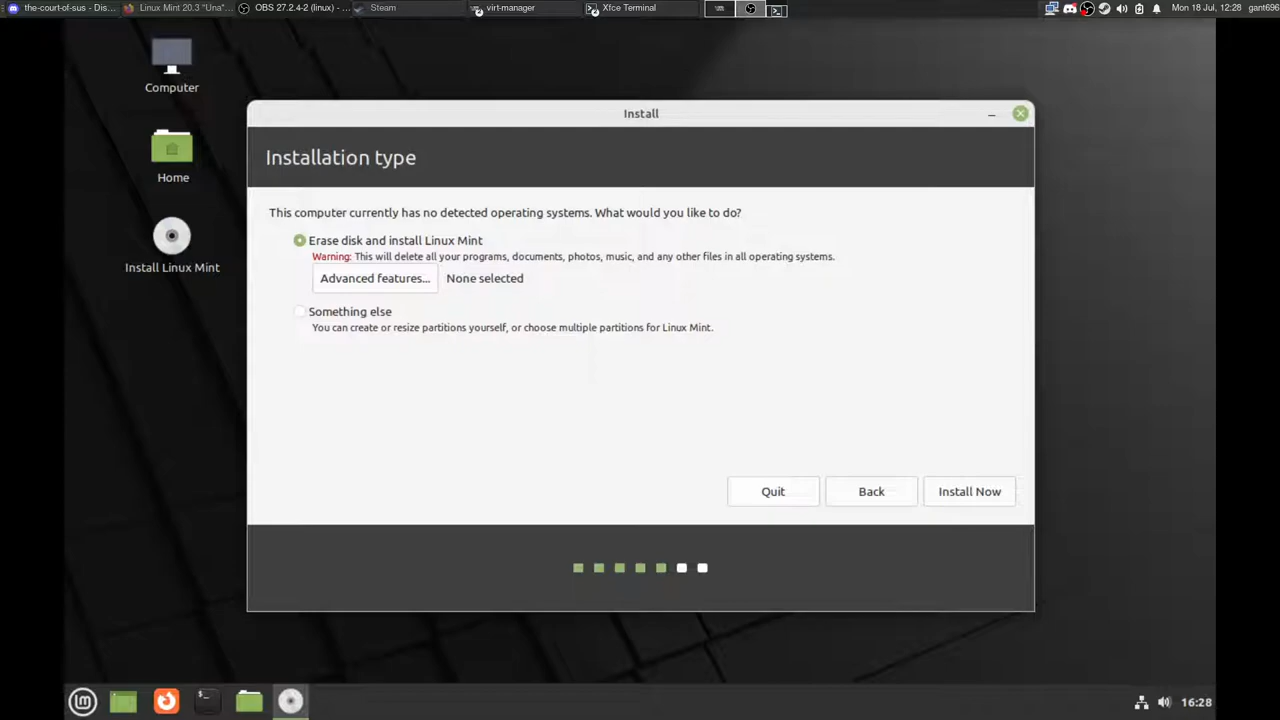 the-court-of-sus - Dis...
Linux Mint 20.3 "Una"...
OBS 27.2.4-2 (linux) - ...
Steam
virt-manager
Xfce Terminal
Mon 18 Jul, 12:28
gant696
Computer
Home
Install Linux Mint
Install
Installation type
This computer currently has no detected operating systems. What would you like to do?
Erase disk and install Linux Mint
Warning: This will delete all your programs, documents, photos, music, and any other files in all operating systems.
Advanced features... None selected
Something else
You can create or resize partitions yourself, or choose multiple partitions for Linux Mint.
Quit
Back
Install Now
16:28